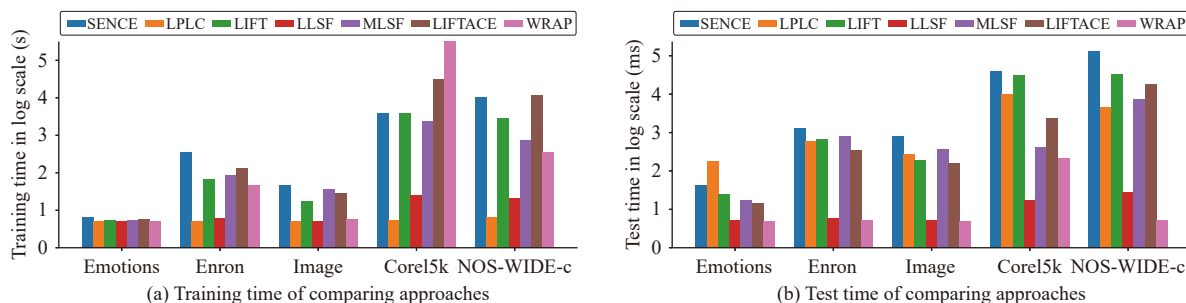 SENCE LPLC LIFT LLSF MLSF LIFTACE WRAP
Training time in log scale (s)
5
4
3
2
1
0
Emotions Enron Image Corel5k NOS-WIDE-c
(a) Training time of comparing approaches
SENCE LPLC LIFT LLSF MLSF LIFTACE WRAP
Test time in log scale (ms)
5
4
3
2
1
0
Emotions Enron Image Corel5k NOS-WIDE-c
(b) Test time of comparing approaches